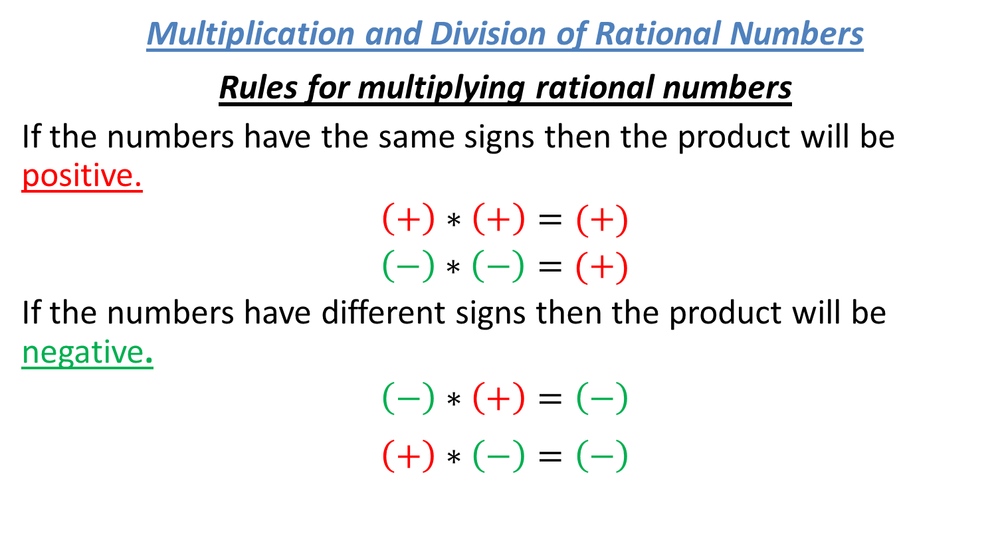 Multiplication and Division of Rational Numbers
Rules for multiplying rational numbers
If the numbers have the same signs then the product will be
positive.
(+) ∗ (+) = (+)
(−) ∗ (−) = (+)
If the numbers have different signs then the product will be
negative.
(−) ∗ (+) = (−)
(+) ∗ (−) = (−)